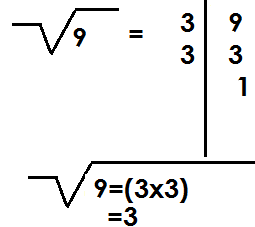 √9 = 3 | 9
3 | 3
1
√9=(3x3)
=3